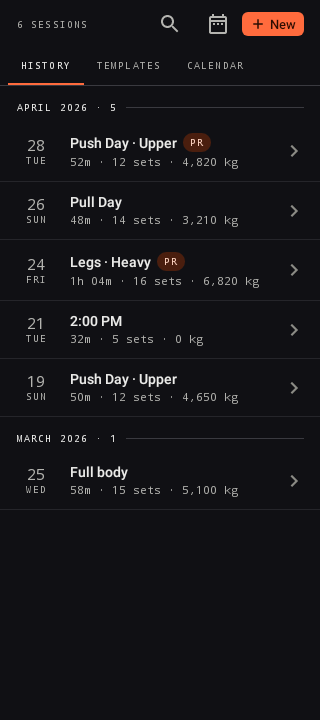 6 SESSIONS
New
HISTORY TEMPLATES CALENDAR
APRIL 2026 · 5
28 Push Day · Upper PR
TUE 52m · 12 sets · 4,820 kg
26 Pull Day
SUN 48m · 14 sets · 3,210 kg
24 Legs · Heavy PR
FRI 1h 04m · 16 sets · 6,820 kg
21 2:00 PM
TUE 32m · 5 sets · 0 kg
19 Push Day · Upper
SUN 50m · 12 sets · 4,650 kg
MARCH 2026 · 1
25 Full body
WED 58m · 15 sets · 5,100 kg